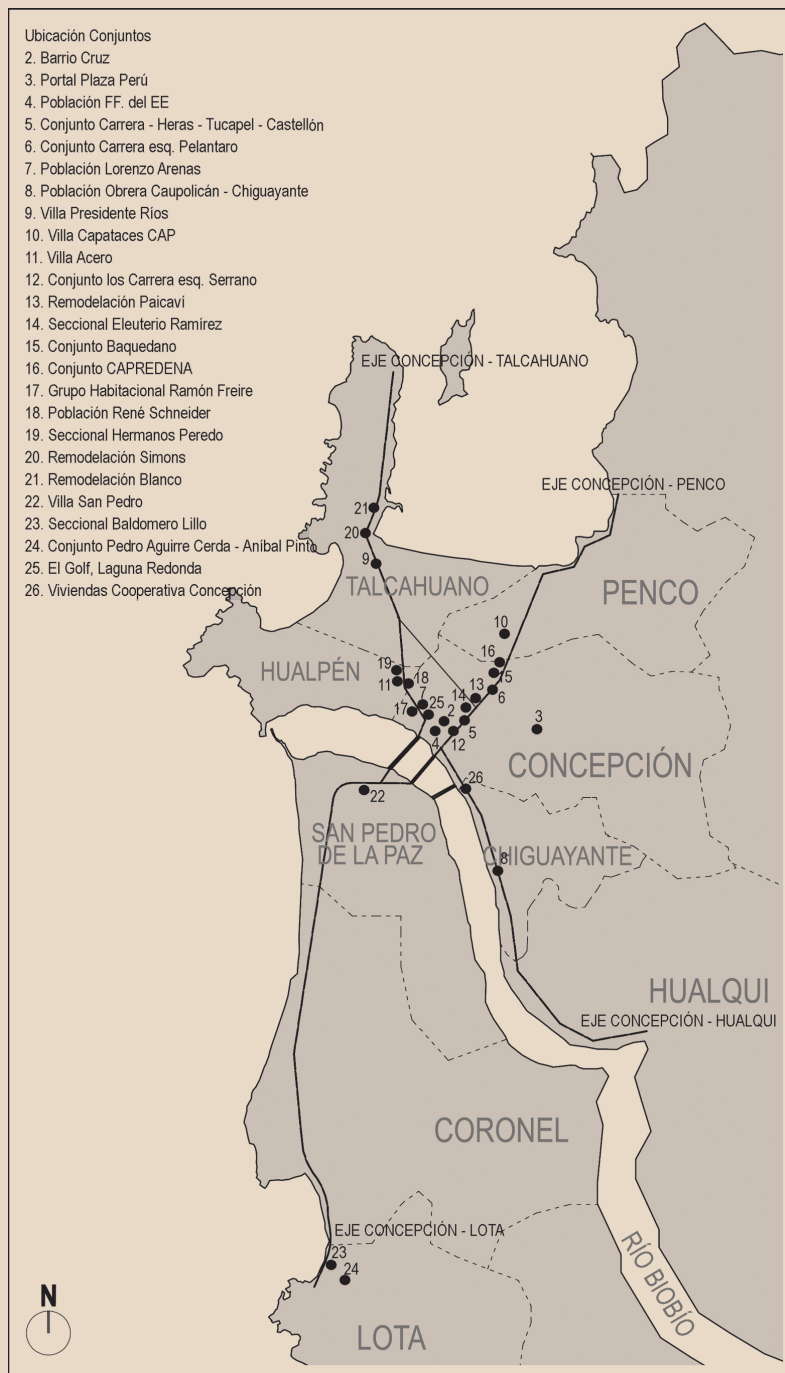 Ubicación Conjuntos
2. Barrio Cruz
3. Portal Plaza Perú
4. Población FF. del EE
5. Conjunto Carrera - Heras - Tucapel - Castellón
6. Conjunto Carrera esq. Pelantaro
7. Población Lorenzo Arenas
8. Población Obrera Caupolicán - Chiguayante
9. Villa Presidente Ríos
10. Villa Capataces CAP
11. Villa Acero
12. Conjunto los Carrera esq. Serrano
13. Remodelación Paicaví
14. Seccional Eleuterio Ramírez
15. Conjunto Baquedano
16. Conjunto CAPREDENA
17. Grupo Habitacional Ramón Freire
18. Población René Schneider
19. Seccional Hermanos Peredo
20. Remodelación Simons
21. Remodelación Blanco
22. Villa San Pedro
23. Seccional Baldomero Lillo
24. Conjunto Pedro Aguirre Cerda - Aníbal Pinto
25. El Golf, Laguna Redonda
26. Viviendas Cooperativa Concepción
EJE CONCEPCIÓN - TALCAHUANO
EJE CONCEPCIÓN - PENCO
21
20
9
TALCAHUANO
PENCO
10
16
15
19
HUALPÉN
11
18
13
6
7
14
17
25
2
3
4
12
5
CONCEPCIÓN
26
22
SAN PEDRO
DE LA PAZ
CHIGUAYANTE
8
HUALQUI
EJE CONCEPCIÓN - HUALQUI
CORONEL
EJE CONCEPCIÓN - LOTA
23
24
RÍO BIOBÍO
N
LOTA